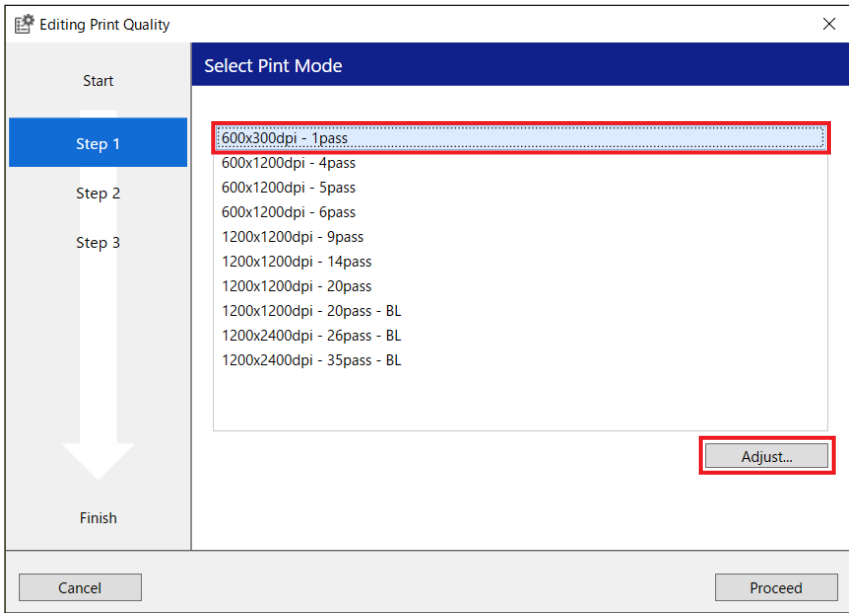 Editing Print Quality
Start
Step 1
Step 2
Step 3
Finish
Select Pint Mode
600x300dpi - 1pass
600x1200dpi - 4pass
600x1200dpi - 5pass
600x1200dpi - 6pass
1200x1200dpi - 9pass
1200x1200dpi - 14pass
1200x1200dpi - 20pass
1200x1200dpi - 20pass - BL
1200x2400dpi - 26pass - BL
1200x2400dpi - 35pass - BL
Adjust...
Cancel
Proceed